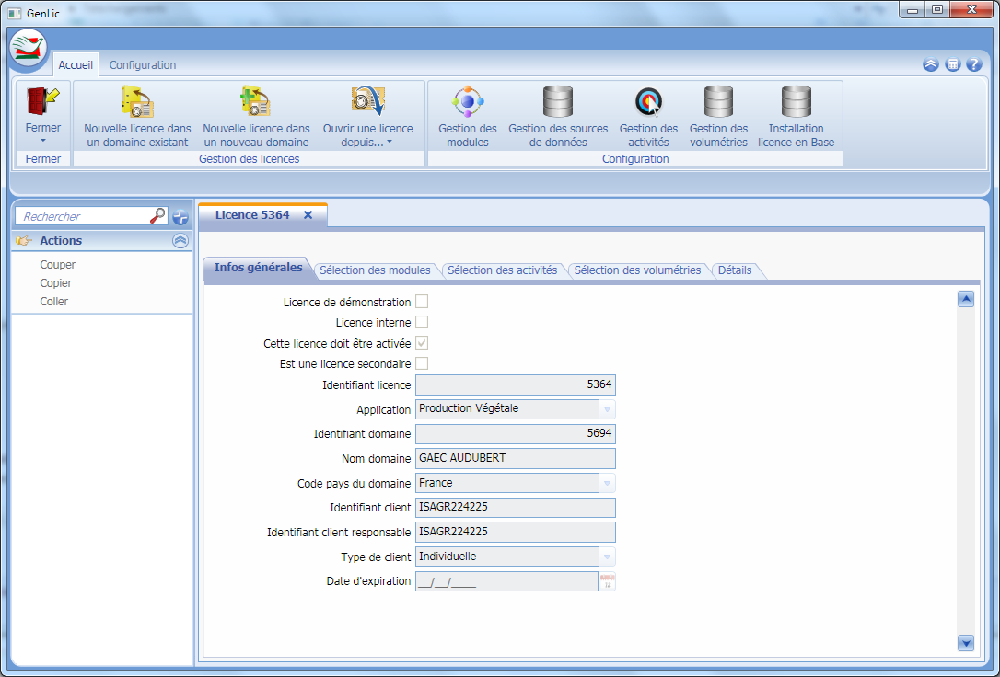 GenLic
Accueil
Configuration
Fermer
Nouvelle licence dans
un domaine existant
Nouvelle licence dans
un nouveau domaine
Ouvrir une licence
depuis...
Gestion des
modules
Gestion des sources
de données
Gestion des
activités
Gestion des
volumétries
Installation
licence en Base
Fermer
Gestion des licences
Configuration
Rechercher
Actions
Couper
Copier
Coller
Licence 5364
Infos générales
Sélection des modules
Sélection des activités
Sélection des volumétries
Détails
Licence de démonstration
Licence interne
Cette licence doit être activée
Est une licence secondaire
Identifiant licence 5364
Application Production Végétale
Identifiant domaine 5694
Nom domaine GAEC AUDUBERT
Code pays du domaine France
Identifiant client ISAGR224225
Identifiant client responsable ISAGR224225
Type de client Individuelle
Date d'expiration __/__/____